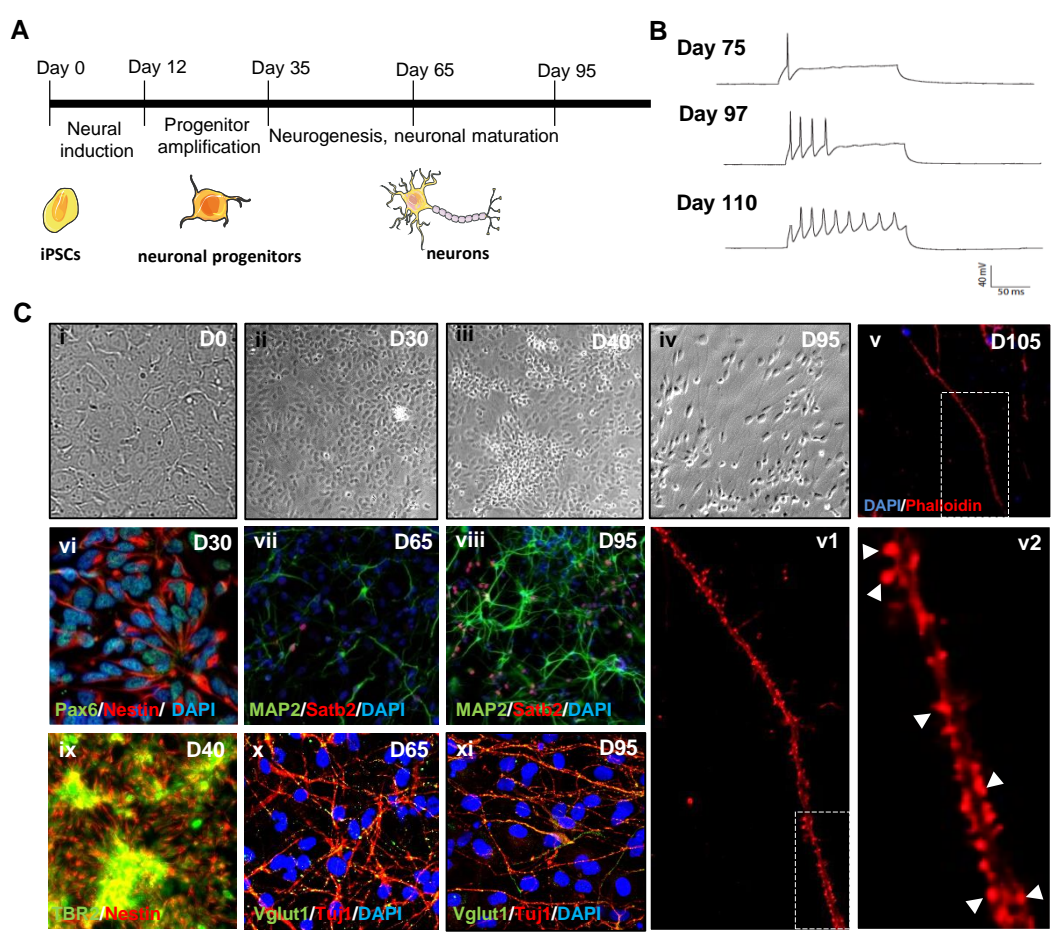 A
Day 0 Day 12 Day 35 Day 65 Day 95
Neural
induction
Progenitor
amplification
Neurogenesis, neuronal maturation
iPSCs
neuronal progenitors
neurons
B
Day 75
Day 97
Day 110
40 mV
50 ms
C
i D0
ii D30
iii D40
iv D95
v D105
DAPI/Phalloidin
vi D30
Pax6/Nestin/ DAPI
vii D65
MAP2/Satb2/DAPI
viii D95
MAP2/Satb2/DAPI
v1
v2
ix D40
TBR2/Nestin
x D65
Vglut1/Tuj1/DAPI
xi D95
Vglut1/Tuj1/DAPI